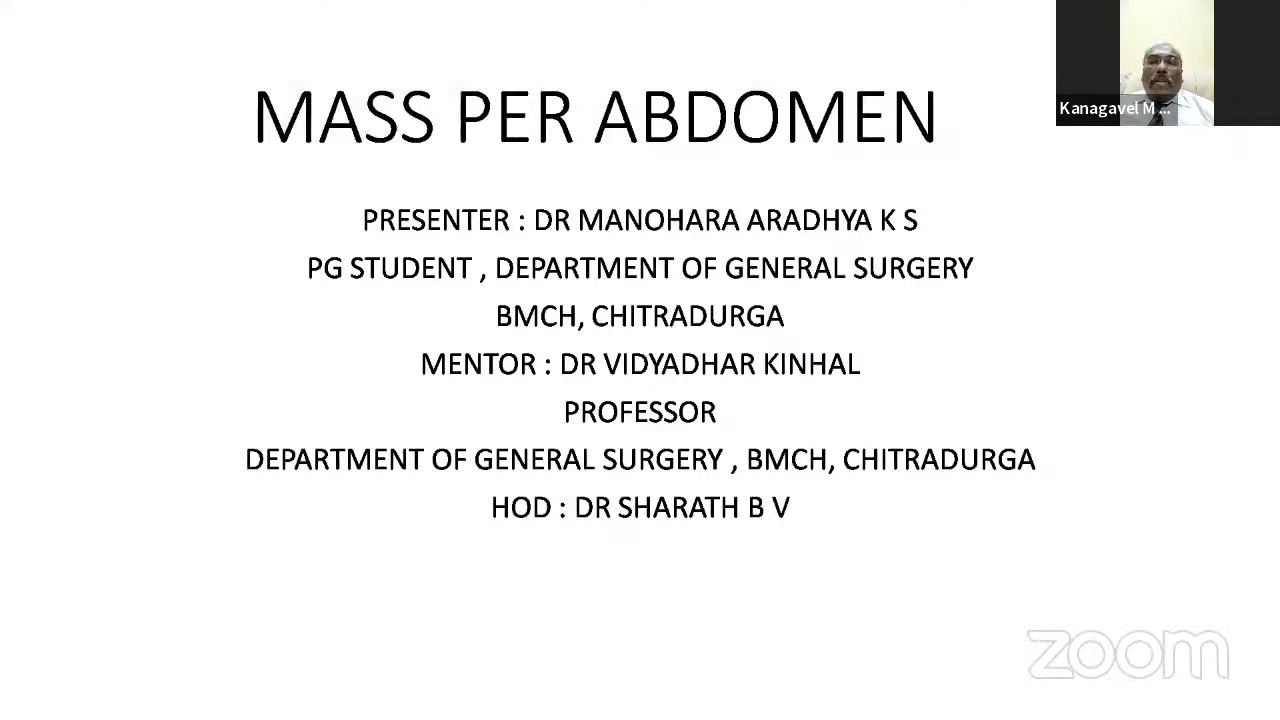 MASS PER ABDOMEN
Kanagavel M ...
PRESENTER : DR MANOHARA ARADHYA K S
PG STUDENT , DEPARTMENT OF GENERAL SURGERY
BMCH, CHITRADURGA
MENTOR : DR VIDYADHAR KINHAL
PROFESSOR
DEPARTMENT OF GENERAL SURGERY , BMCH, CHITRADURGA
HOD : DR SHARATH B V
zoom